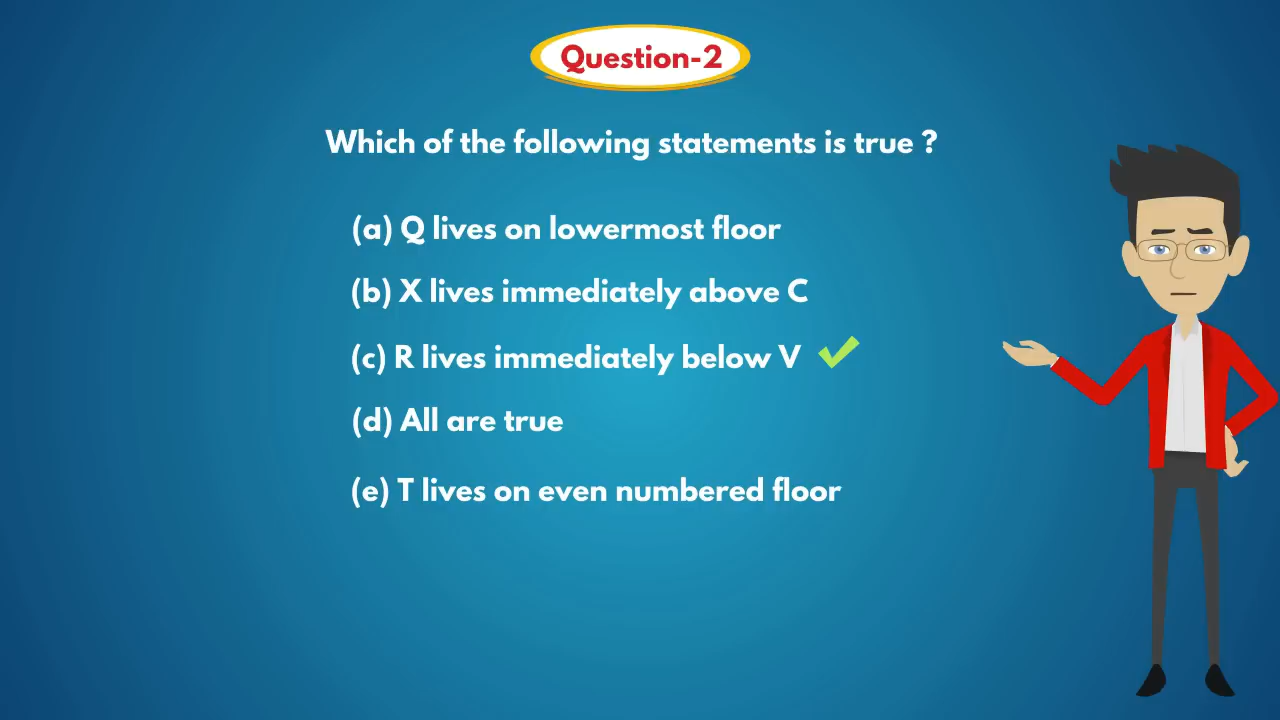 Question-2
Which of the following statements is true ?
(a) Q lives on lowermost floor
(b) X lives immediately above C
(c) R lives immediately below V
(d) All are true
(e) T lives on even numbered floor